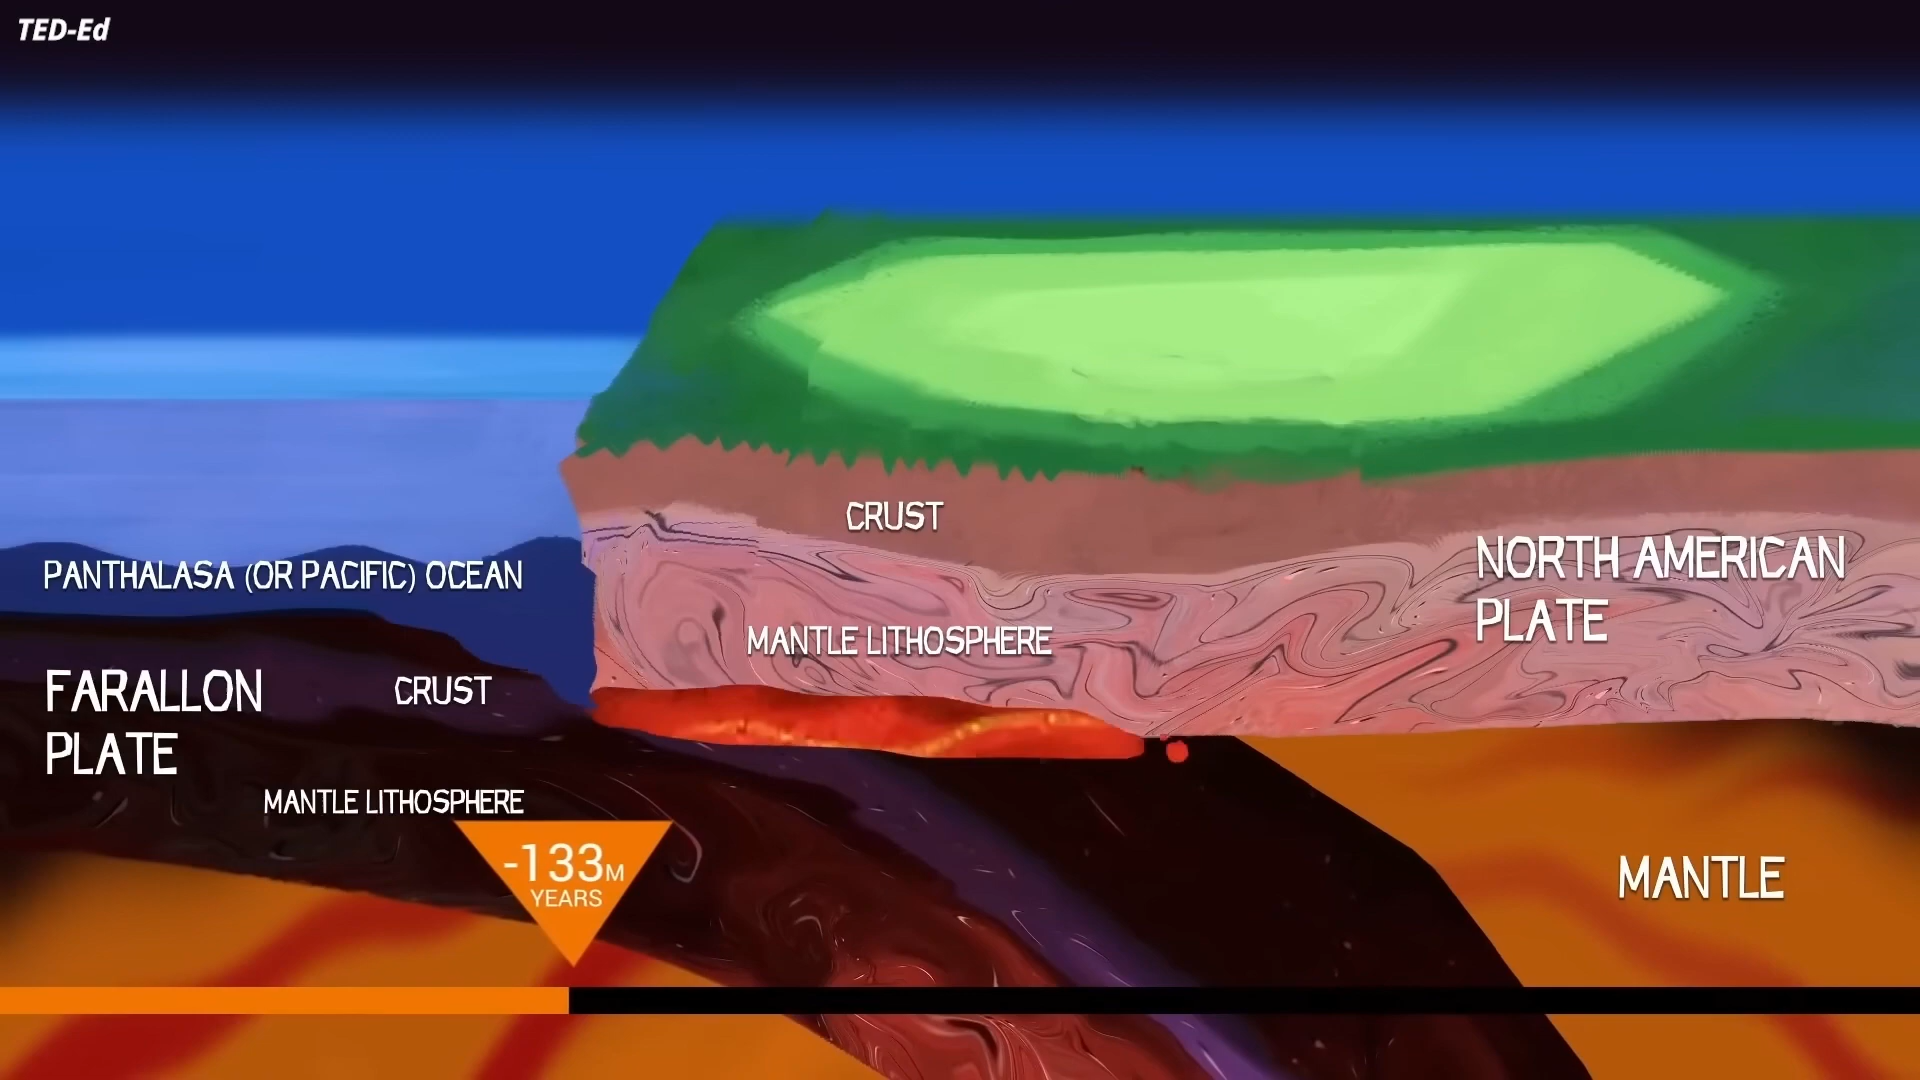 TED-Ed
CRUST
NORTH AMERICAN
PLATE
PANTHALASA (OR PACIFIC) OCEAN
MANTLE LITHOSPHERE
FARALLON
PLATE
CRUST
MANTLE LITHOSPHERE
-133M
YEARS
MANTLE